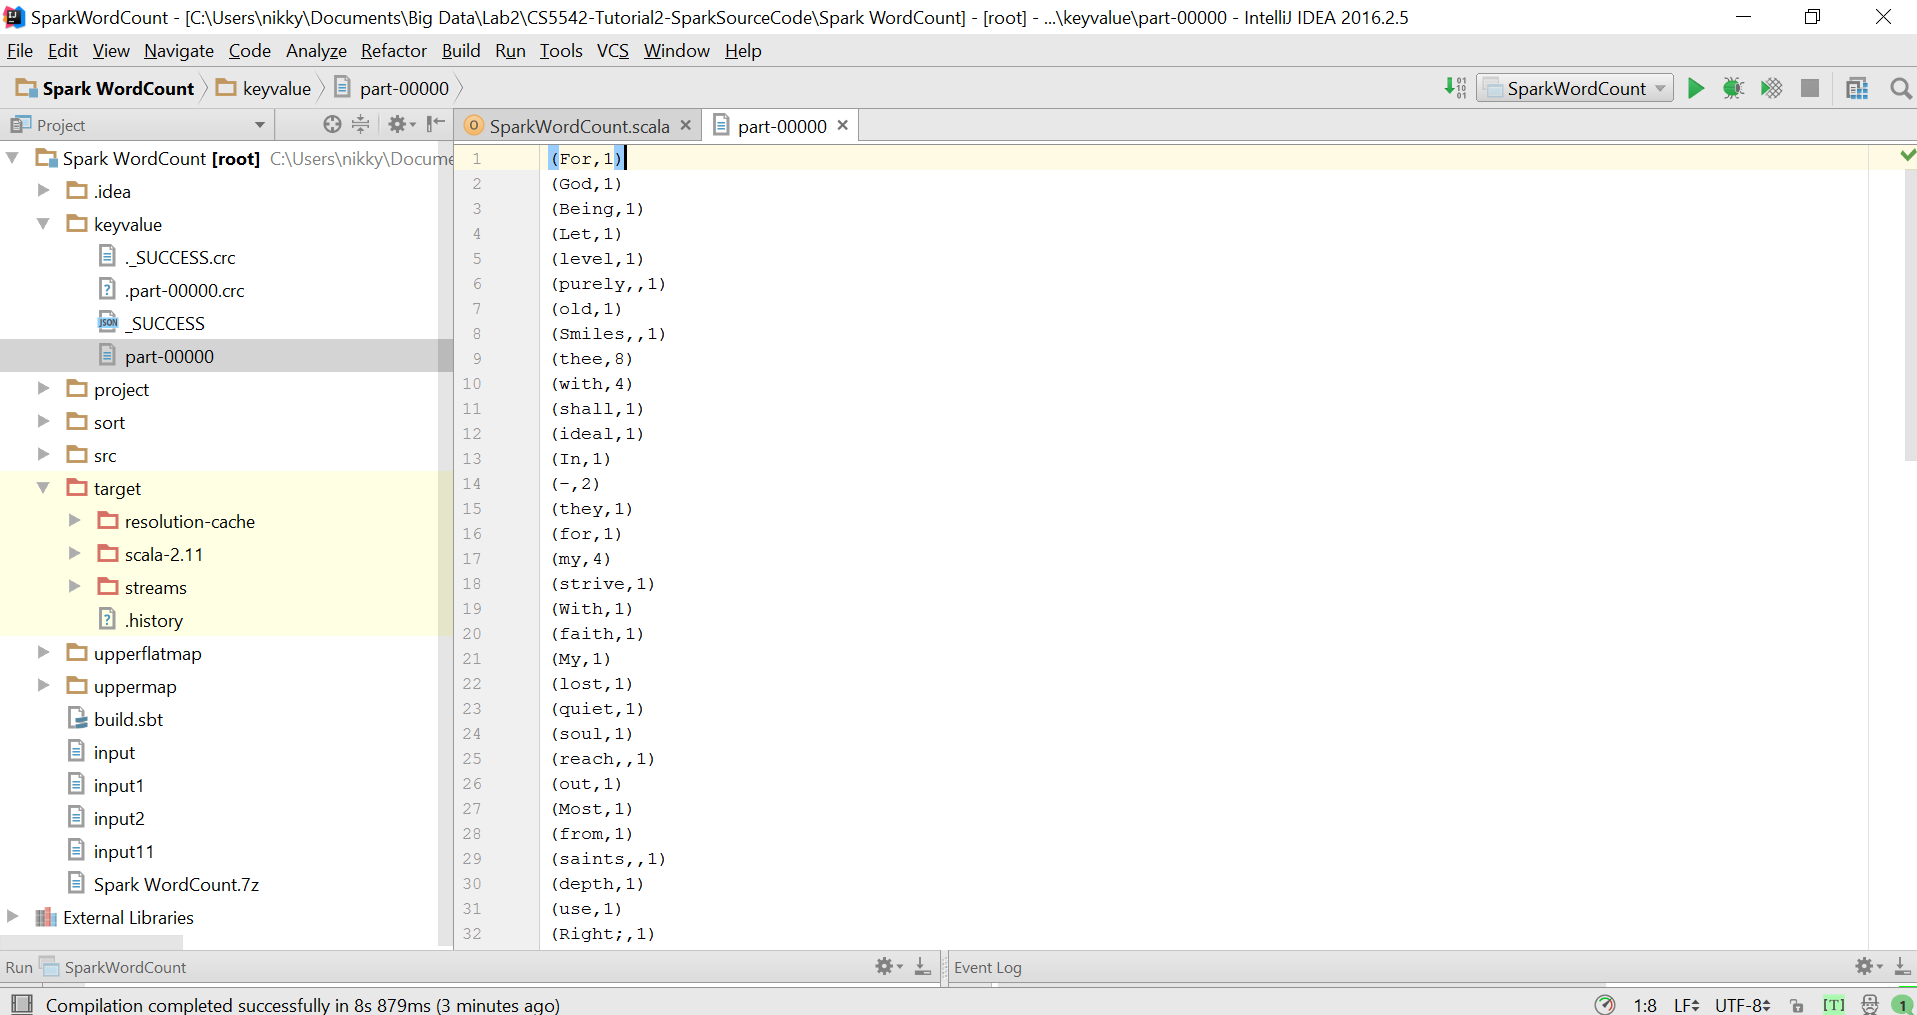 SparkWordCount - [C:\Users\nikky\Documents\Big Data\Lab2\CS5542-Tutorial2-SparkSourceCode\Spark WordCount] - [root] - ...\keyvalue\part-00000 - IntelliJ IDEA 2016.2.5
File Edit View Navigate Code Analyze Refactor Build Run Tools VCS Window Help
Spark WordCount keyvalue part-00000 SparkWordCount
Project SparkWordCount.scala part-00000
Spark WordCount [root] C:\Users\nikky\Docume
.idea
keyvalue
._SUCCESS.crc
.part-00000.crc
_SUCCESS
part-00000
project
sort
src
target
resolution-cache
scala-2.11
streams
.history
upperflatmap
uppermap
build.sbt
input
input1
input2
input11
Spark WordCount.7z
External Libraries
1 (For,1)
2 (God,1)
3 (Being,1)
4 (Let,1)
5 (level,1)
6 (purely,,1)
7 (old,1)
8 (Smiles,,1)
9 (thee,8)
10 (with,4)
11 (shall,1)
12 (ideal,1)
13 (In,1)
14 (-,2)
15 (they,1)
16 (for,1)
17 (my,4)
18 (strive,1)
19 (With,1)
20 (faith,1)
21 (My,1)
22 (lost,1)
23 (quiet,1)
24 (soul,1)
25 (reach,,1)
26 (out,1)
27 (Most,1)
28 (from,1)
29 (saints,,1)
30 (depth,1)
31 (use,1)
32 (Right;,1)
Run SparkWordCount Event Log
Compilation completed successfully in 8s 879ms (3 minutes ago) 1:8 LF UTF-8 [T] 1